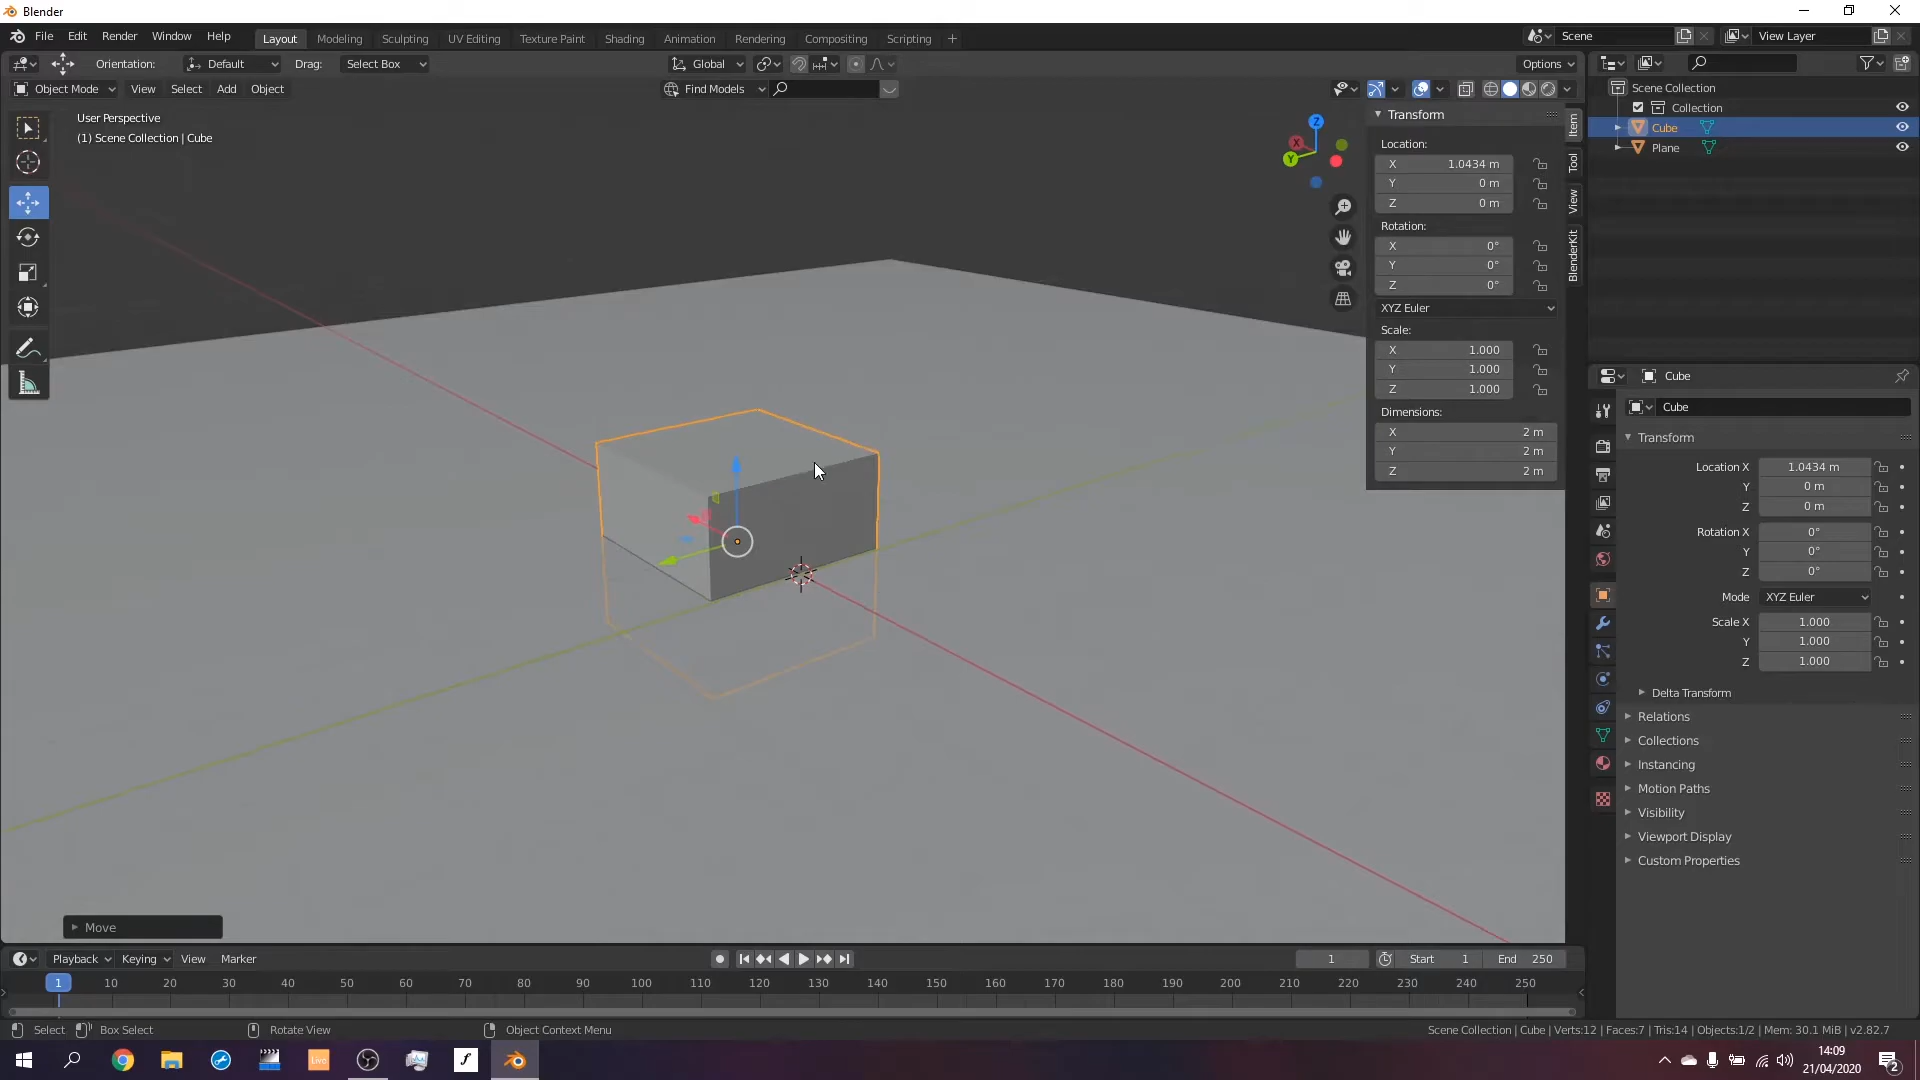 Blender
File Edit Render Window Help
Layout Modeling Sculpting UV Editing Texture Paint Shading Animation Rendering Compositing Scripting +
Scene
View Layer
Orientation: Default Drag: Select Box
Global
Options
Object Mode View Select Add Object
Find Models
User Perspective
(1) Scene Collection | Cube
Z
X
Y
Transform
Location:
X 1.0434 m
Y 0 m
Z 0 m
Rotation:
X 0°
Y 0°
Z 0°
XYZ Euler
Scale:
X 1.000
Y 1.000
Z 1.000
Dimensions:
X 2 m
Y 2 m
Z 2 m
Item
Tool
View
BlenderKit
Scene Collection
Collection
Cube
Plane
Cube
Cube
Transform
Location X 1.0434 m
Y 0 m
Z 0 m
Rotation X 0°
Y 0°
Z 0°
Mode XYZ Euler
Scale X 1.000
Y 1.000
Z 1.000
Delta Transform
Relations
Collections
Instancing
Motion Paths
Visibility
Viewport Display
Custom Properties
Move
Playback Keying View Marker
1 Start 1 End 250
1 10 20 30 40 50 60 70 80 90 100 110 120 130 140 150 160 170 180 190 200 210 220 230 240 250
Select Box Select Rotate View Object Context Menu
Scene Collection | Cube | Verts:12 | Faces:7 | Tris:14 | Objects:1/2 | Mem: 30.1 MiB | v2.82.7
Live
f
14:09
21/04/2020
2